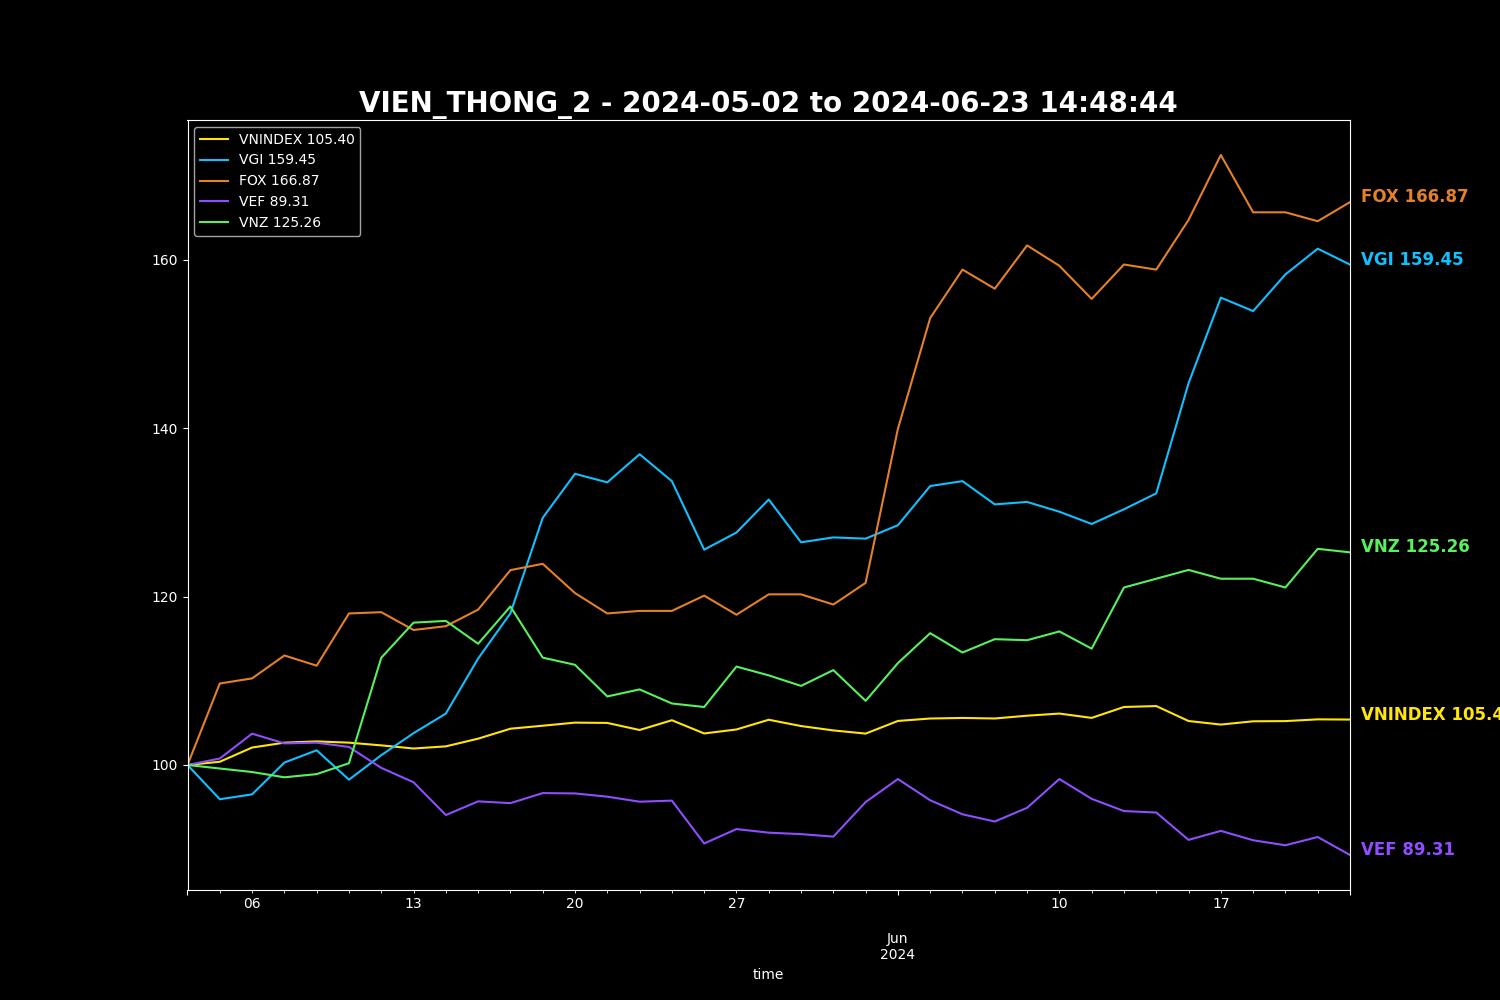 VIEN_THONG_2 - 2024-05-02 to 2024-06-23 14:48:44
VNINDEX 105.40
VGI 159.45
FOX 166.87
VEF 89.31
VNZ 125.26
FOX 166.87
VGI 159.45
VNZ 125.26
VNINDEX 105.4
VEF 89.31
160
140
120
100
06
13
20
27
10
17
Jun
2024
time